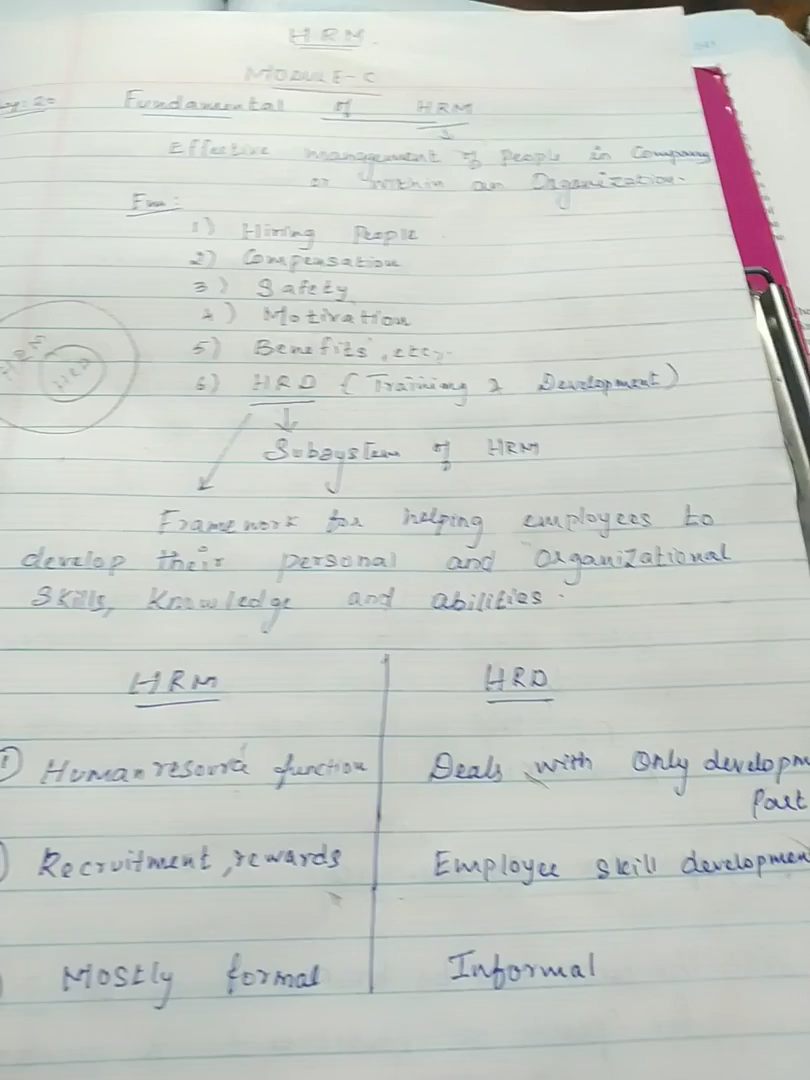 HRM.
MODULE-C
Fundamental of HRM
Effective management of people in Company
or within an Organization.
Fun:
1) Hiring People
2) Compensation
3) Safety
4) Motivation
5) Benefits, etc.
HRM
HRD
6) HRD (Training & Development)
Subsystem of HRM
Framework for helping employees to
develop their personal and organizational
Skills, Knowledge and abilities.
HRM HRD
① Human resource function Deals with Only developm
Part
Recruitment, rewards Employee skill developmen
Mostly formal Informal